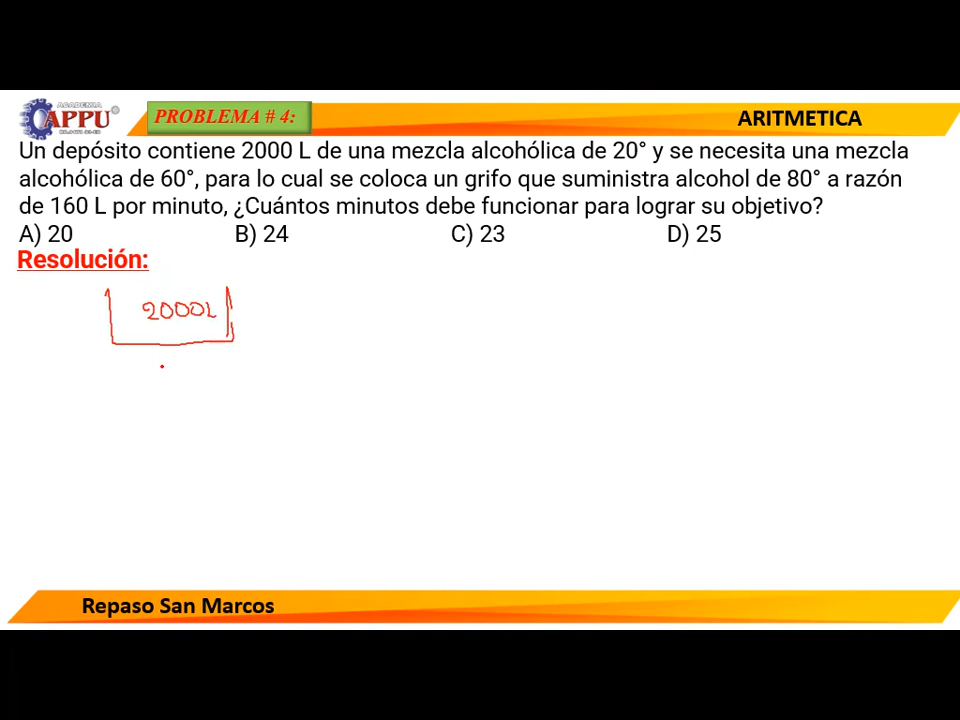 ACADEMIA
APPU
PROBLEMA # 4:
ARITMETICA
Un depósito contiene 2000 L de una mezcla alcohólica de 20° y se necesita una mezcla
alcohólica de 60°, para lo cual se coloca un grifo que suministra alcohol de 80° a razón
de 160 L por minuto, ¿Cuántos minutos debe funcionar para lograr su objetivo?
A) 20 B) 24 C) 23 D) 25
Resolución:
2000L
Repaso San Marcos